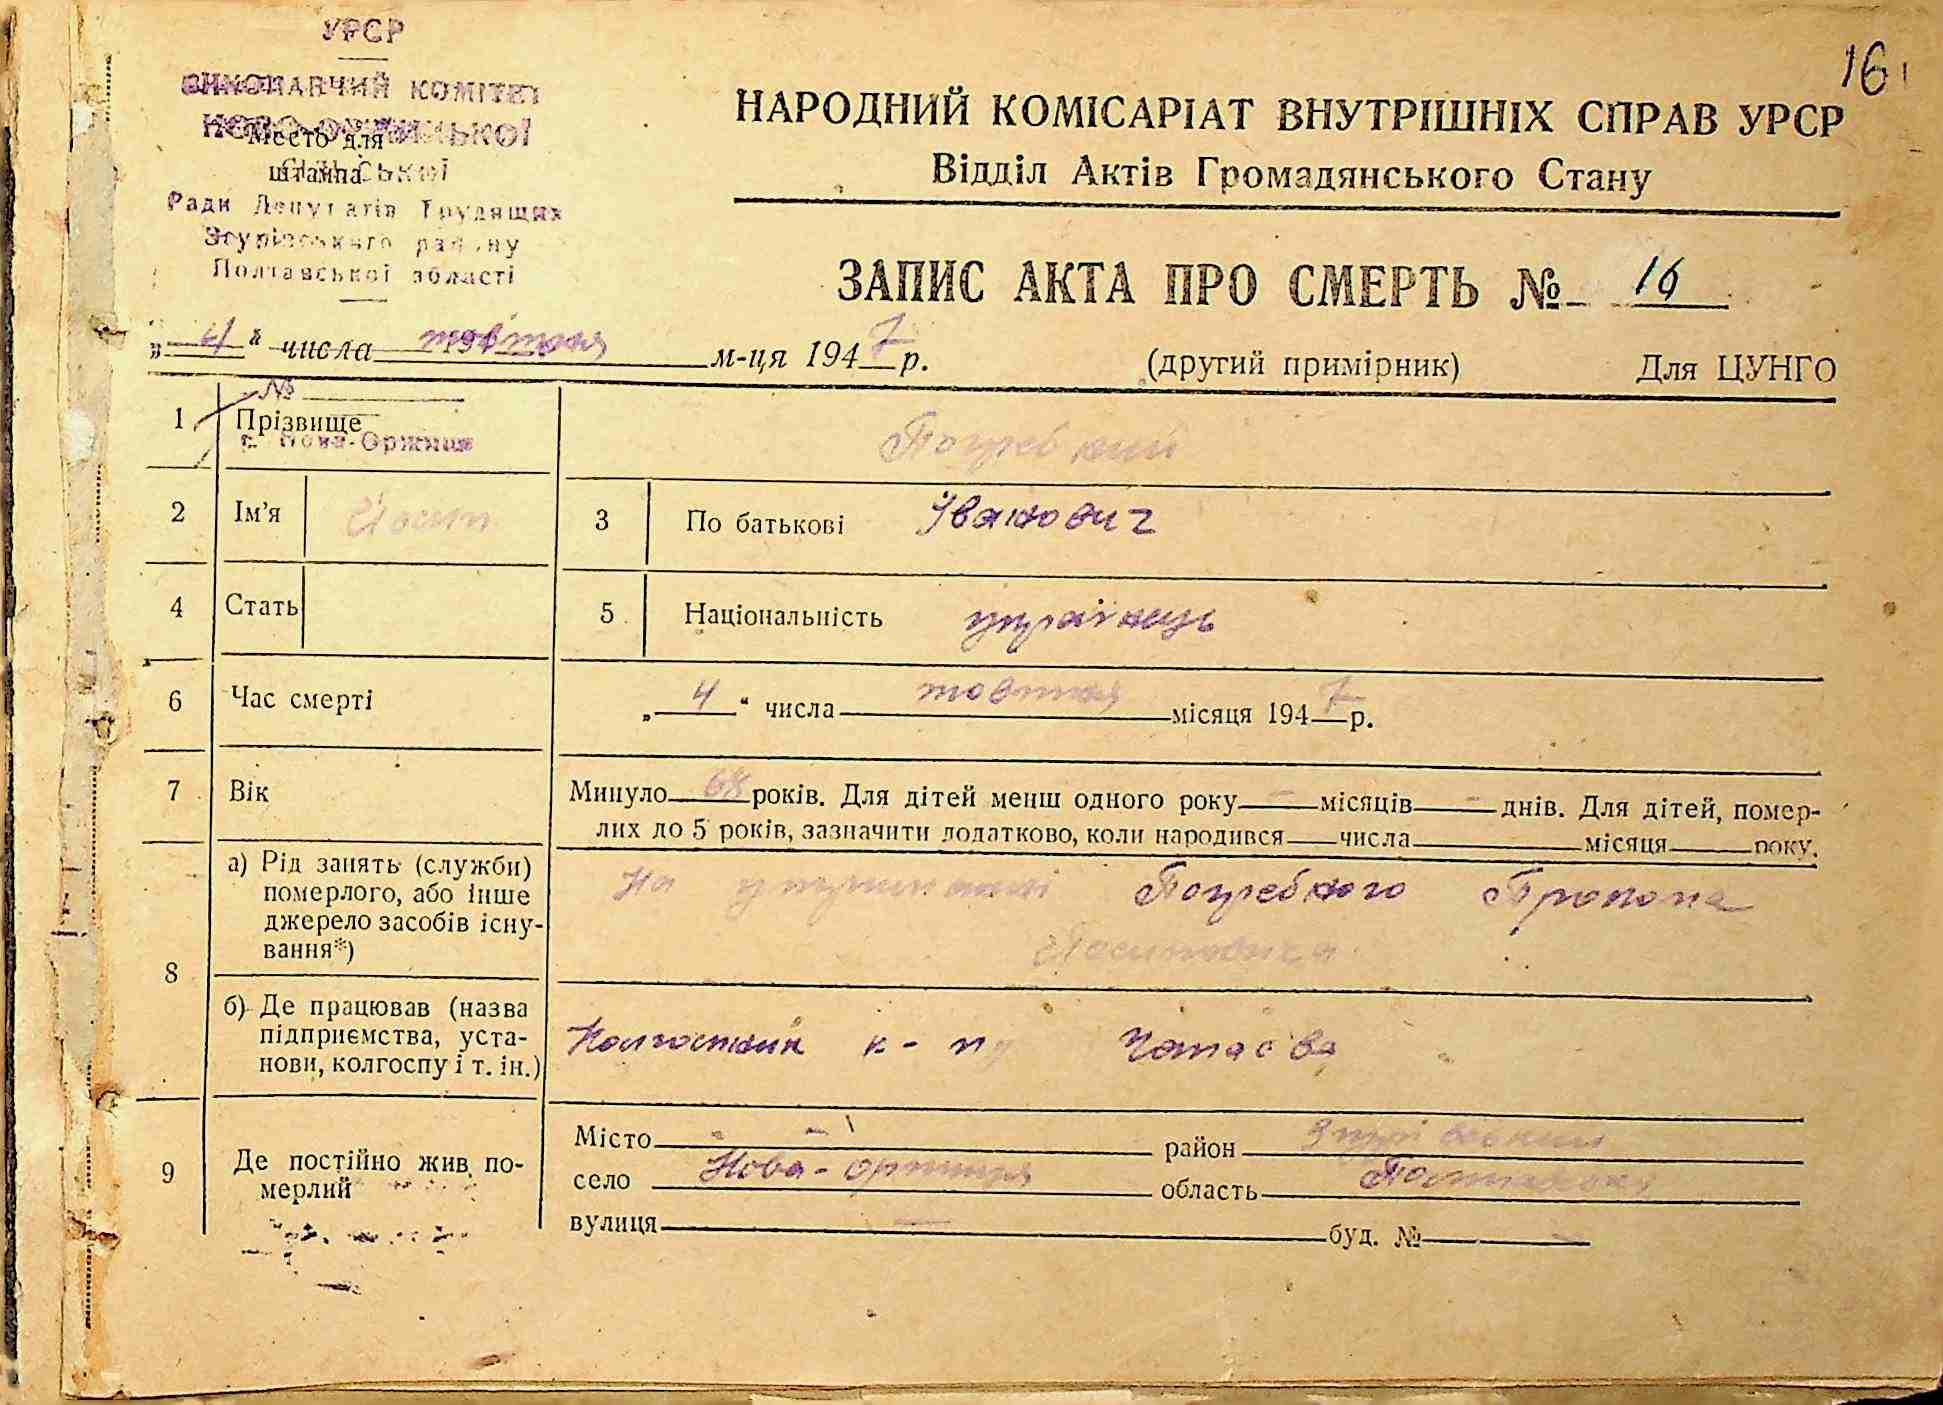 УРСР
ВИКОНАВЧИЙ КОМІТЕТ
НОВО-ОРЖИЦЬКОЇ
Место для
штампа
Ради Депутатів Трудящих
Згурівського району
Полтавської області
16
НАРОДНИЙ КОМІСАРІАТ ВНУТРІШНІХ СПРАВ УРСР
Відділ Актів Громадянського Стану
ЗАПИС АКТА ПРО СМЕРТЬ № 16
„ 4 " числа жовтня м-ця 1947 р. (другий примірник) Для ЦУНГО
№
1 Прізвище Погребний
с. Нова-Оржиця
2 Ім'я Йосип 3 По батькові Іванович
4 Стать 5 Національність українець
6 Час смерті „ 4 " числа жовтня місяця 1947 р.
7 Вік Минуло 68 років. Для дітей менш одного року - місяців - днів. Для дітей, помер-
лих до 5 років, зазначити додатково, коли народився числа місяця року.
8 а) Рід занять (служби) померлого, або інше джерело засобів існу-вання*) На утриманні Погребного
Йосиповича
б) Де працював (назва підприємства, уста-нови, колгоспу і т. ін.) Колгоспник к-пу Чапаєва
9 Де постійно жив по-мерлий Місто - район Згурівський
село Нова-Оржиця область Полтавська
вулиця — буд. №